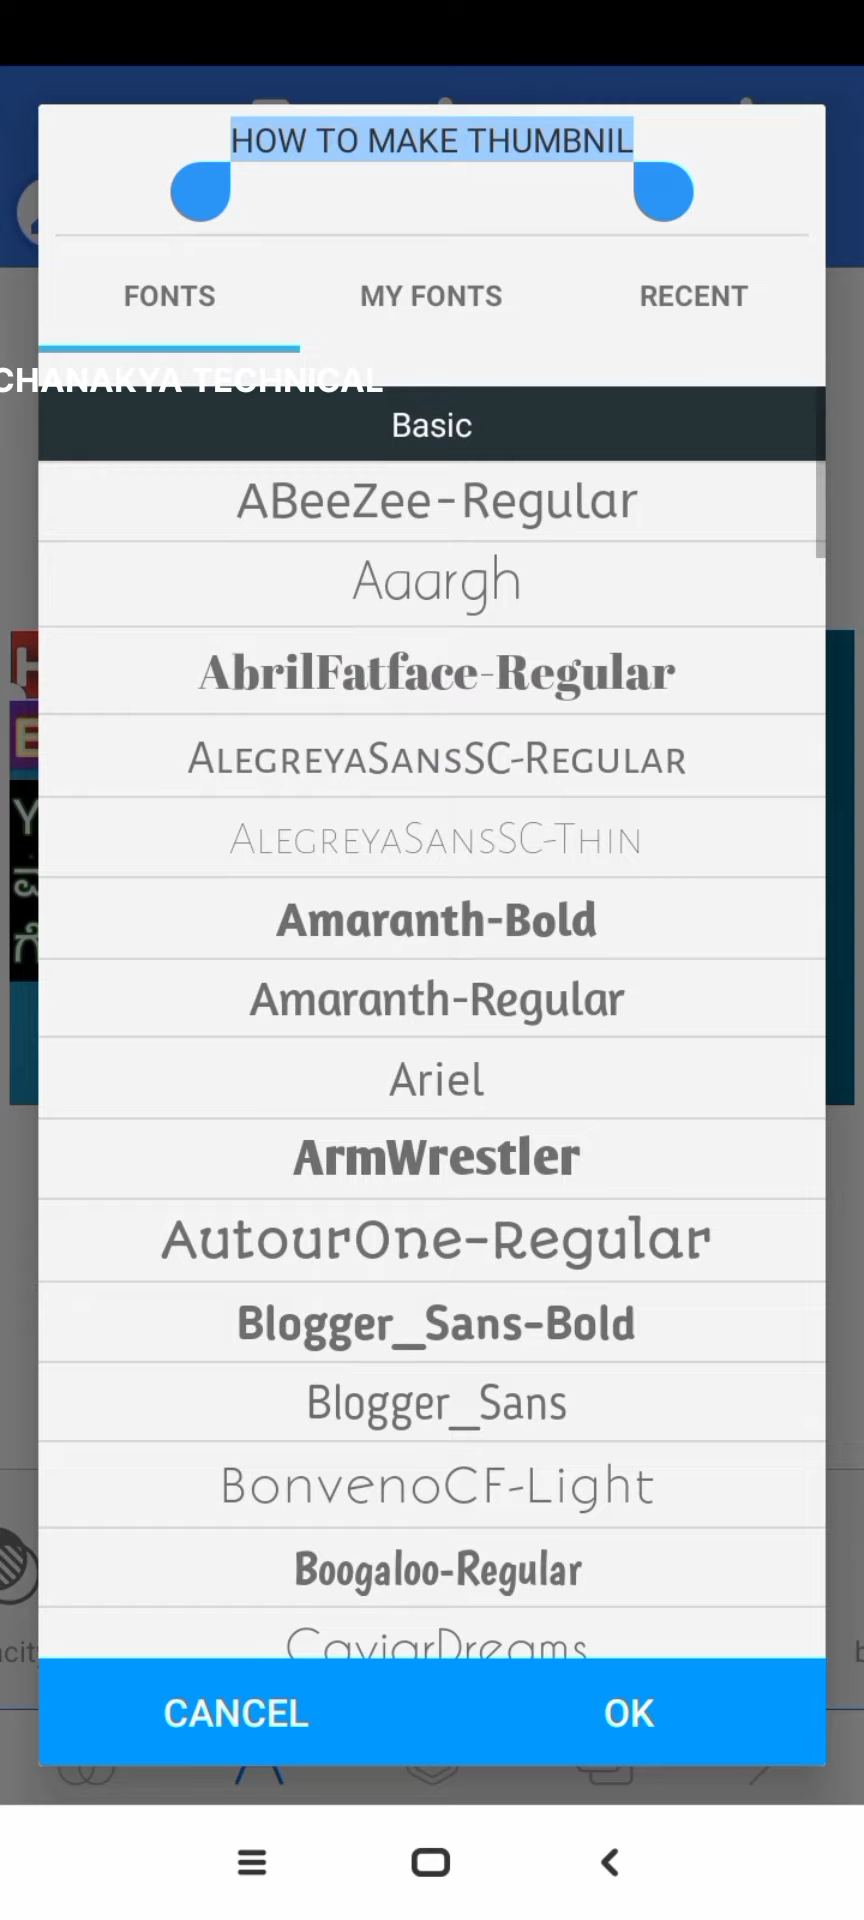 HOW TO MAKE THUMBNIL
FONTS MY FONTS RECENT
CHANAKYA TECHNICAL
Basic
ABeeZee-Regular
Aaargh
AbrilFatface-Regular
AlegreyaSansSC-Regular
AlegreyaSansSC-Thin
Amaranth-Bold
Amaranth-Regular
Ariel
ArmWrestler
AutourOne-Regular
Blogger_Sans-Bold
Blogger_Sans
BonvenoCF-Light
Boogaloo-Regular
CaviarDreams
CANCEL OK